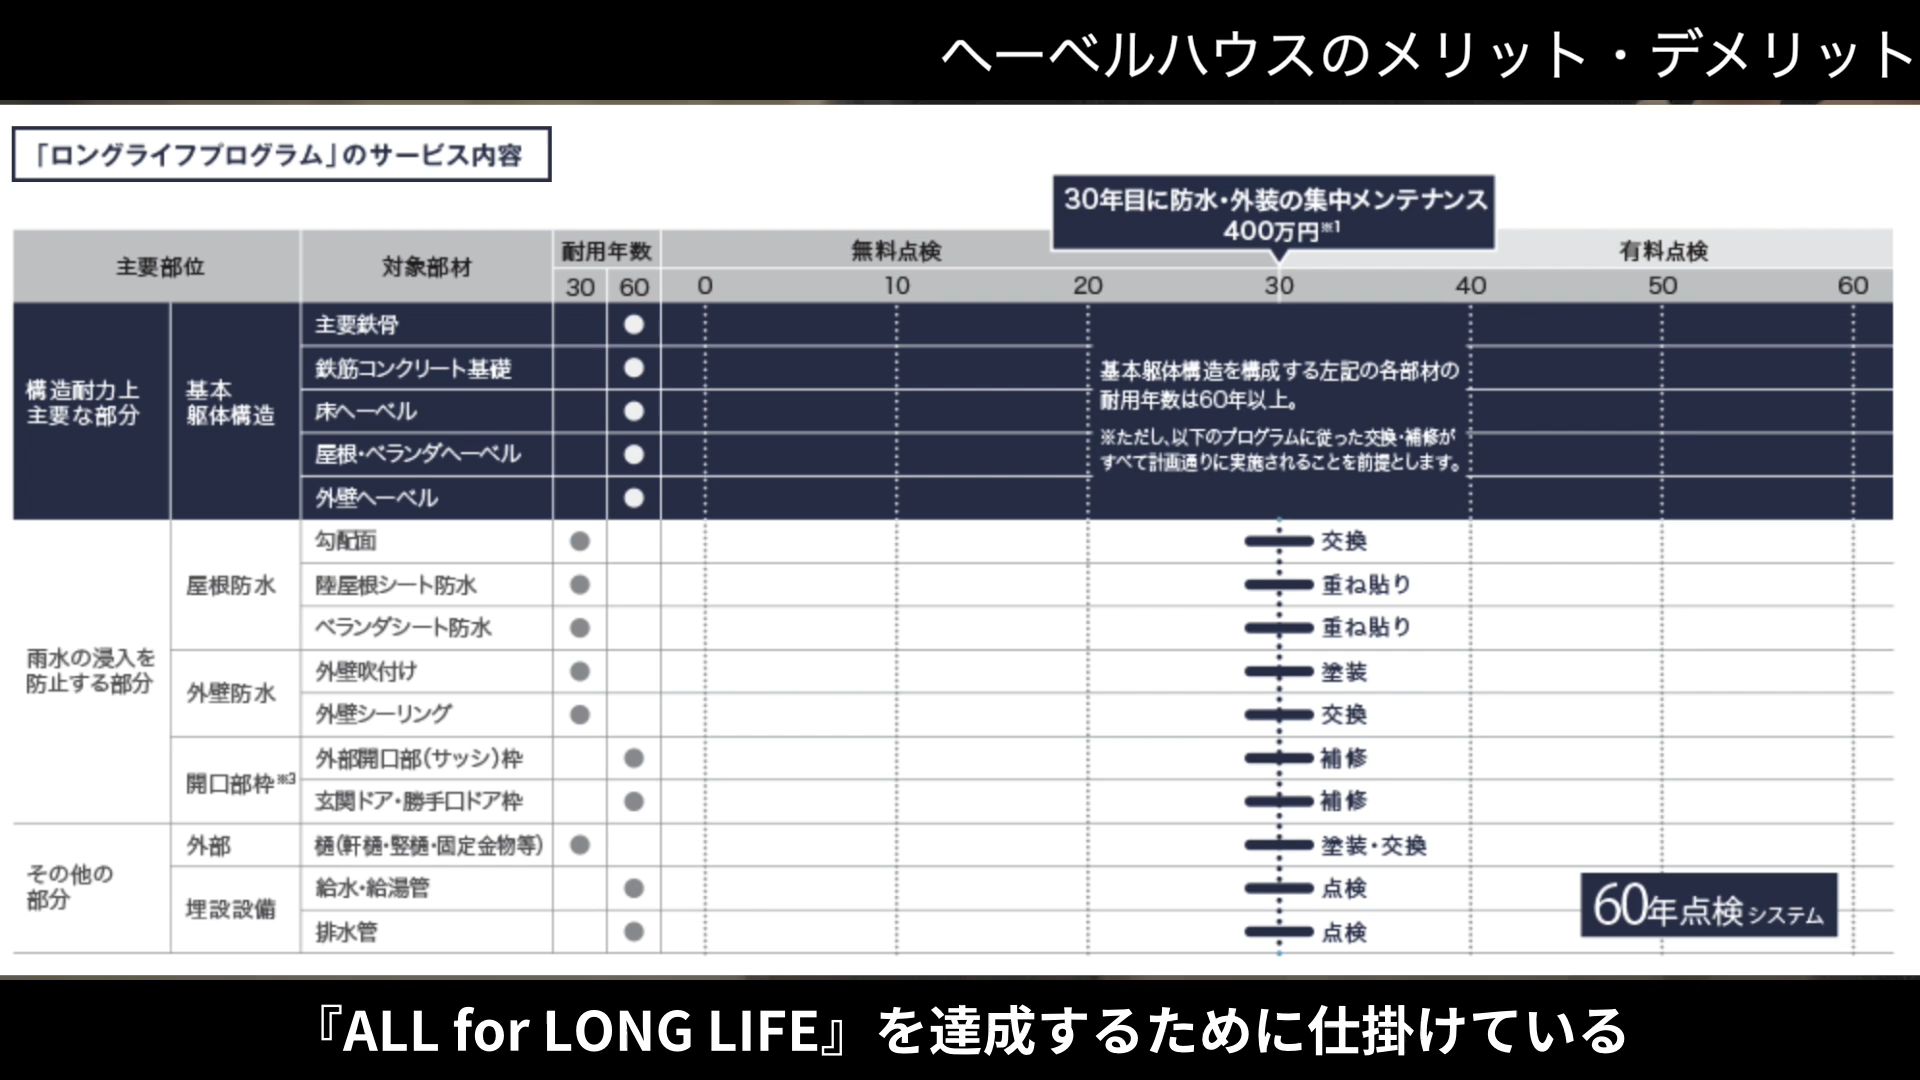 ヘーベルハウスのメリット・デメリット
「ロングライフプログラム」のサービス内容
30年目に防水・外装の集中メンテナンス
400万円※1
主要部位 対象部材 耐用年数 無料点検 有料点検
30 60 0 10 20 30 40 50 60
構造耐力上
主要な部分
基本
躯体構造
主要鉄骨
鉄筋コンクリート基礎
床ヘーベル
屋根・ベランダヘーベル
外壁ヘーベル
基本躯体構造を構成する左記の各部材の
耐用年数は60年以上。
※ただし、以下のプログラムに従った交換・補修が
すべて計画通りに実施されることを前提とします。
雨水の浸入を
防止する部分
屋根防水
勾配面 交換
陸屋根シート防水 重ね貼り
ベランダシート防水 重ね貼り
外壁防水
外壁吹付け 塗装
外壁シーリング 交換
開口部枠※3
外部開口部(サッシ)枠 補修
玄関ドア・勝手口ドア枠 補修
その他の
部分
外部
樋(軒樋・竪樋・固定金物等) 塗装・交換
埋設設備
給水・給湯管 点検
排水管 点検
60年点検システム
『ALL for LONG LIFE』を達成するために仕掛けている